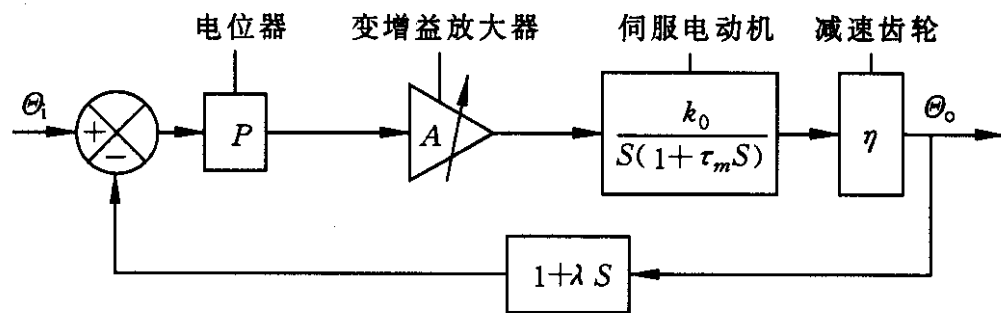 电位器 变增益放大器 伺服电动机 减速齿轮
Θi + − P A k0 / S(1+τmS) η Θo
1+λS